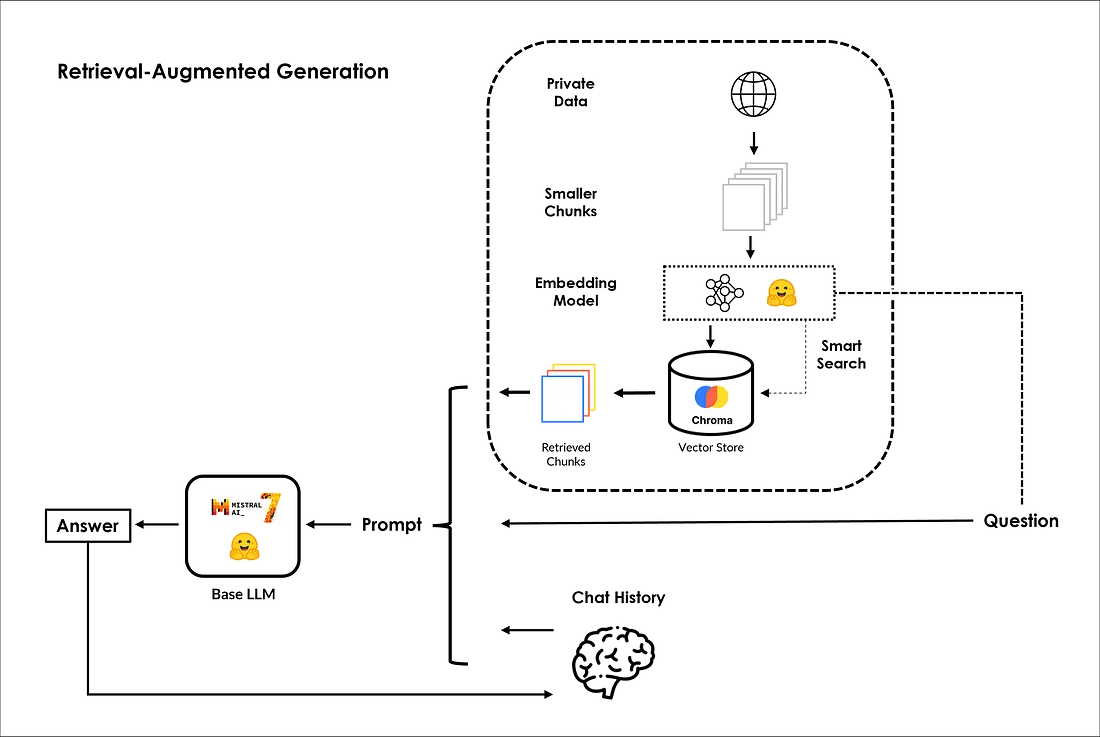 Retrieval-Augmented Generation
Private
Data
Smaller
Chunks
Embedding
Model
Smart
Search
Chroma
Retrieved
Chunks
Vector Store
MISTRAL
AI_
7
Answer
Prompt
Question
Base LLM
Chat History